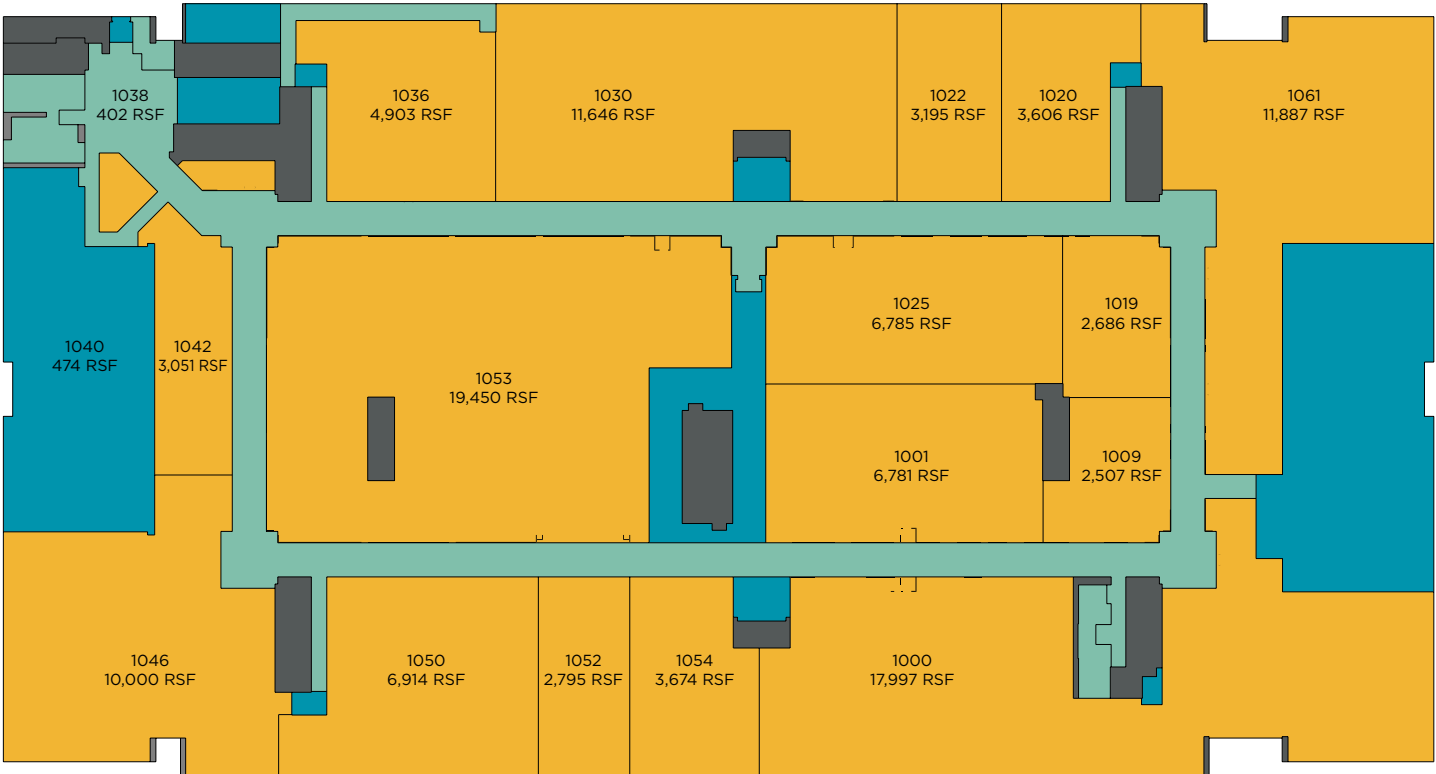 1038
402 RSF
1036
4,903 RSF
1030
11,646 RSF
1022
3,195 RSF
1020
3,606 RSF
1061
11,887 RSF
1025
6,785 RSF
1019
2,686 RSF
1040
474 RSF
1042
3,051 RSF
1053
19,450 RSF
1001
6,781 RSF
1009
2,507 RSF
1046
10,000 RSF
1050
6,914 RSF
1052
2,795 RSF
1054
3,674 RSF
1000
17,997 RSF